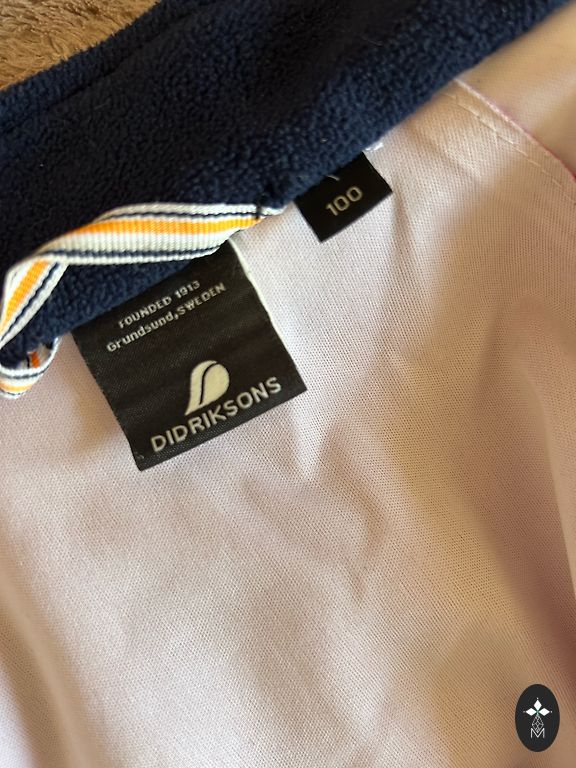 100
FOUNDED 1913
Grundsund, SWEDEN
DIDRIKSONS
M